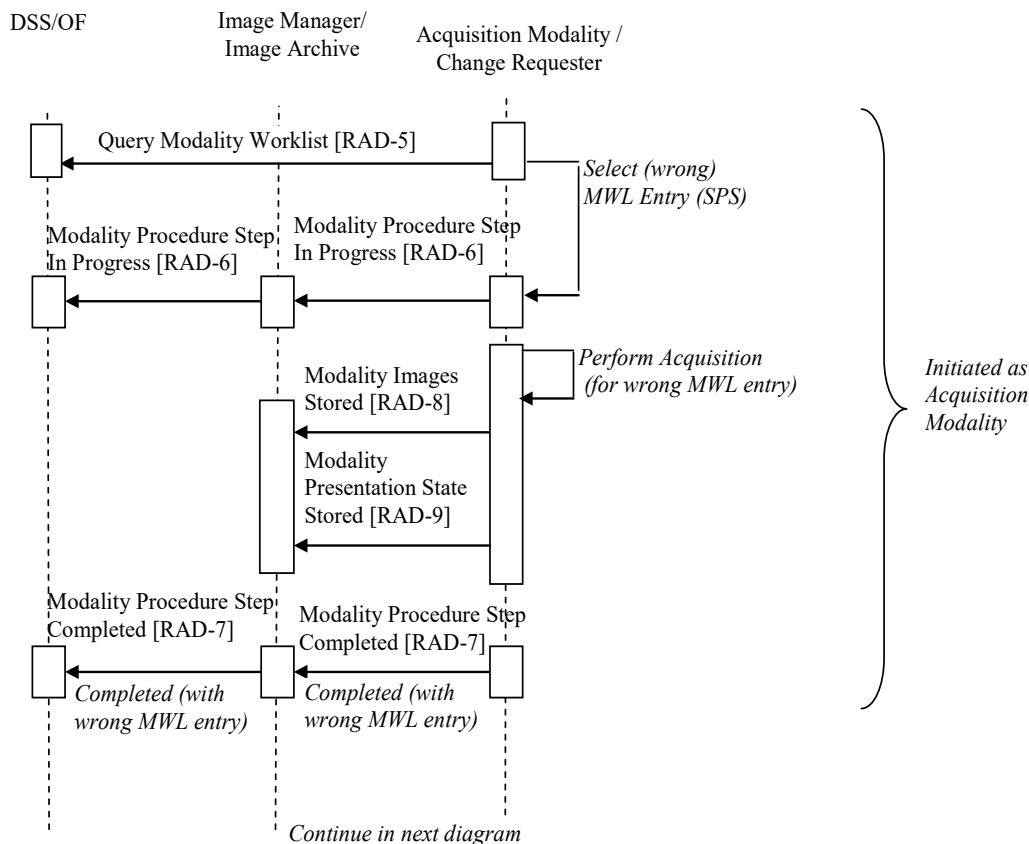 DSS/OF
Image Manager/
Image Archive
Acquisition Modality /
Change Requester
Query Modality Worklist [RAD-5]
Select (wrong)
MWL Entry (SPS)
Modality Procedure Step
In Progress [RAD-6]
Modality Procedure Step
In Progress [RAD-6]
Perform Acquisition
(for wrong MWL entry)
Modality Images
Stored [RAD-8]
Initiated as
Acquisition
Modality
Modality
Presentation State
Stored [RAD-9]
Modality Procedure Step
Completed [RAD-7]
Modality Procedure Step
Completed [RAD-7]
Completed (with
wrong MWL entry)
Completed (with
wrong MWL entry)
Continue in next diagram